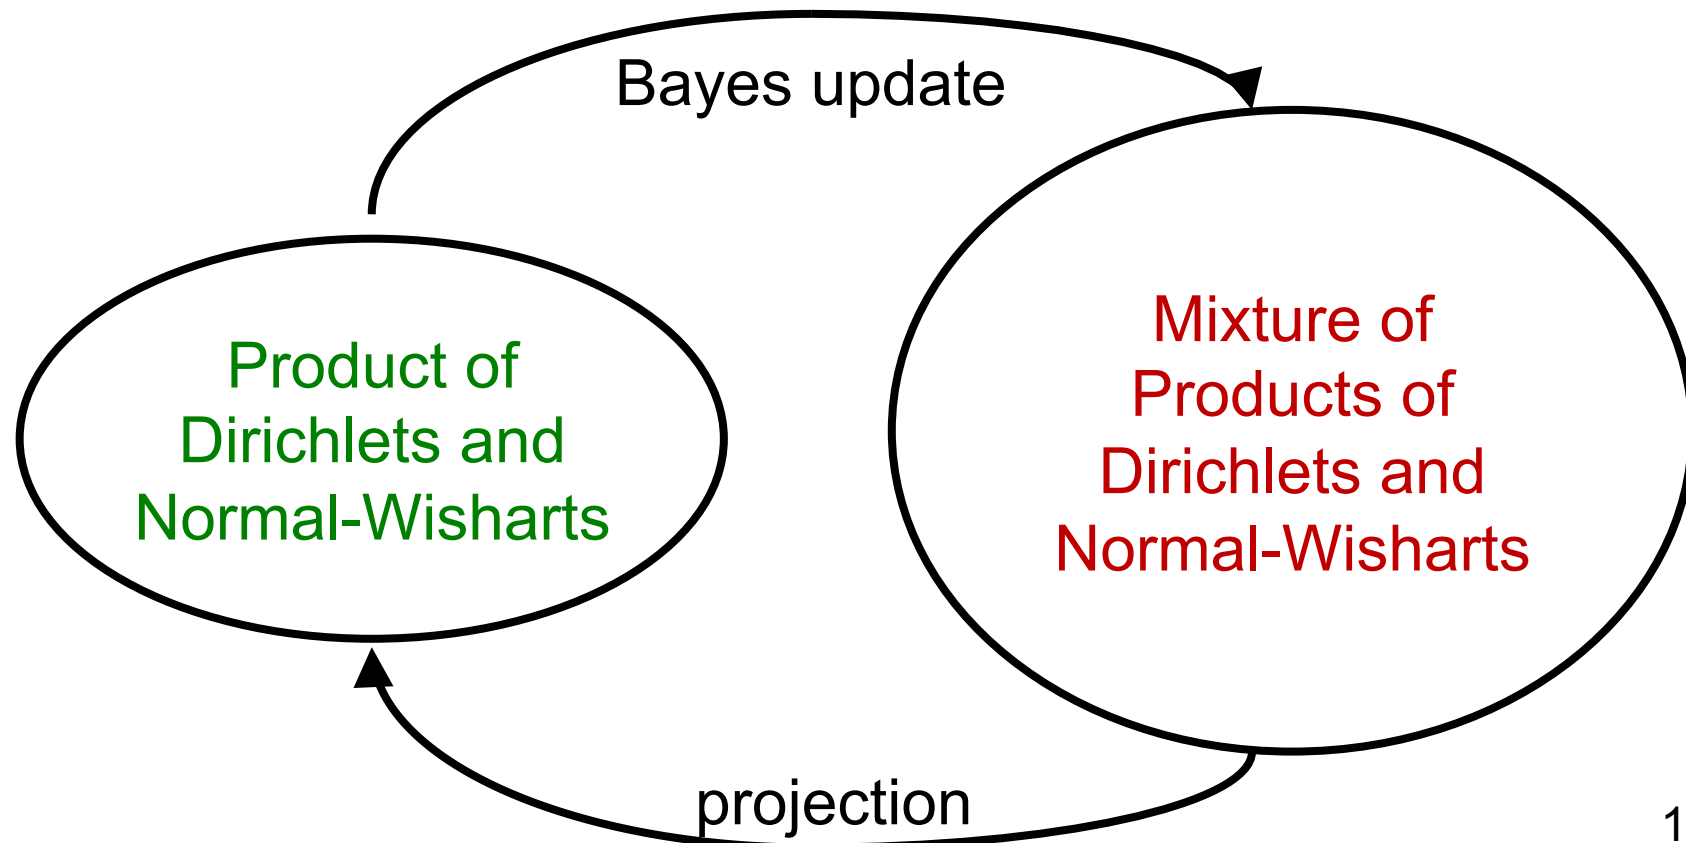 Bayes update
Product of
Dirichlets and
Normal-Wisharts
Mixture of
Products of
Dirichlets and
Normal-Wisharts
projection
1